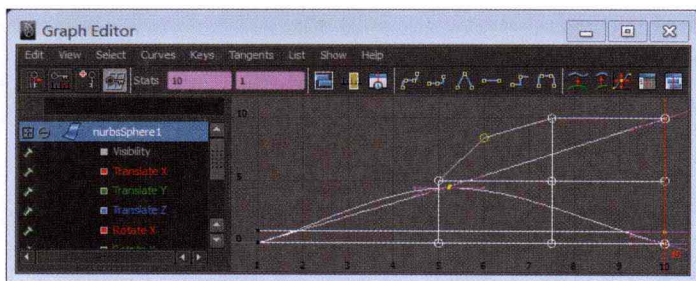 Graph Editor
Edit View Select Curves Keys Tangents List Show Help
Stats 10 1
nurbsSphere1
Visibility
Translate X
Translate Y
Translate Z
Rotate X
10
5
0
1 2 3 4 5 6 7 8 9 10